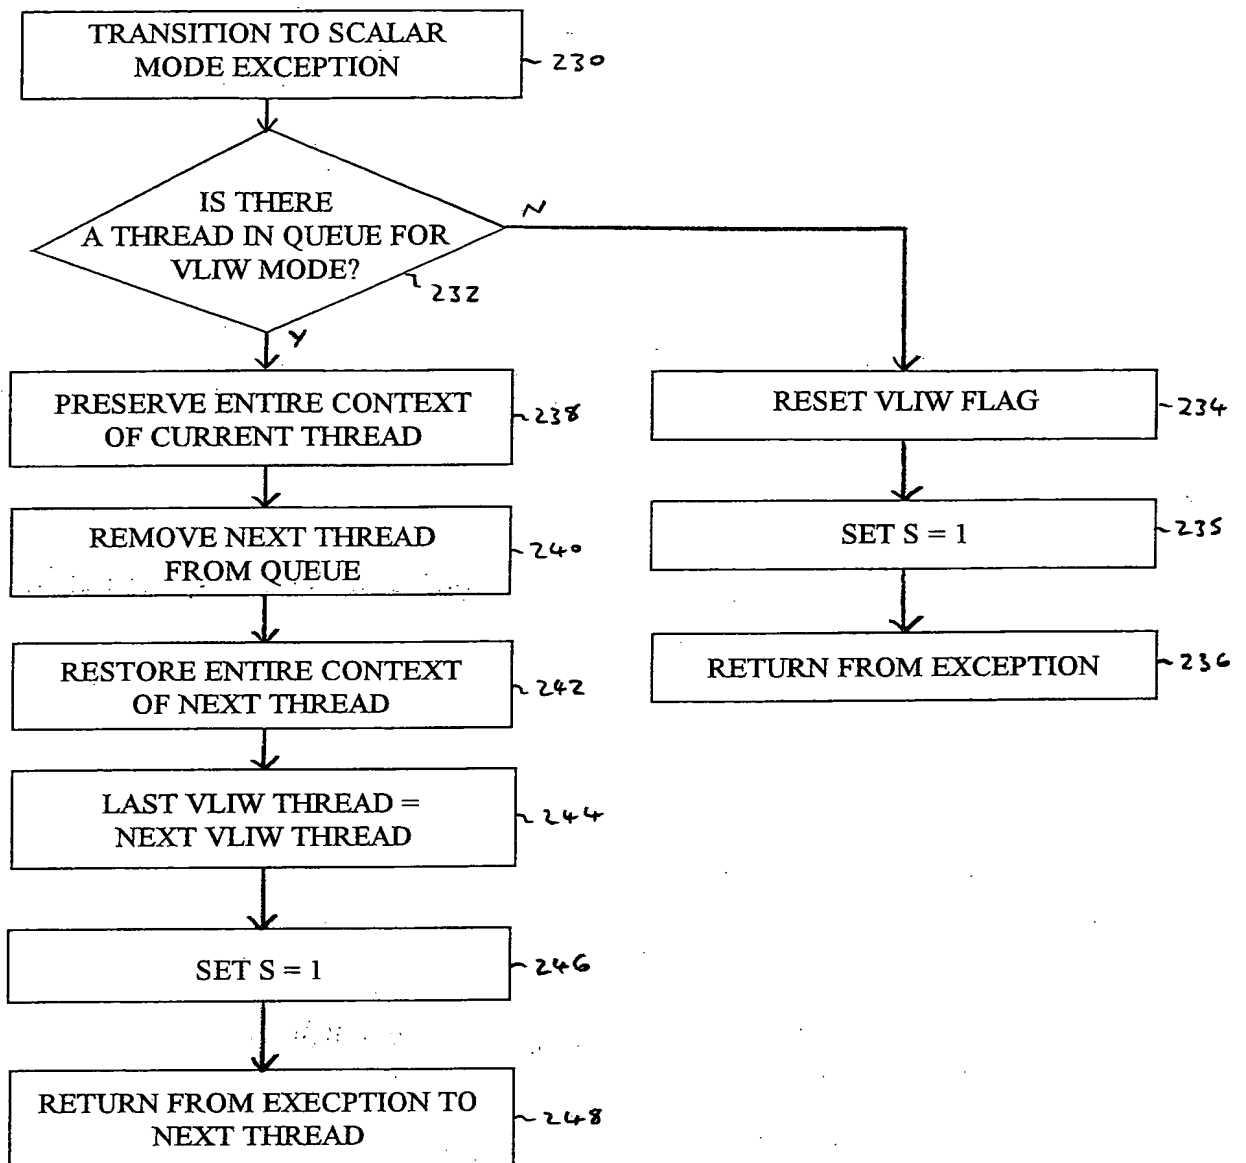 TRANSITION TO SCALAR
MODE EXCEPTION
230
IS THERE
A THREAD IN QUEUE FOR
VLIW MODE?
232
N
Y
PRESERVE ENTIRE CONTEXT
OF CURRENT THREAD
238
REMOVE NEXT THREAD
FROM QUEUE
240
RESTORE ENTIRE CONTEXT
OF NEXT THREAD
242
LAST VLIW THREAD =
NEXT VLIW THREAD
244
SET S = 1
246
RETURN FROM EXECPTION TO
NEXT THREAD
248
RESET VLIW FLAG
234
SET S = 1
235
RETURN FROM EXCEPTION
236